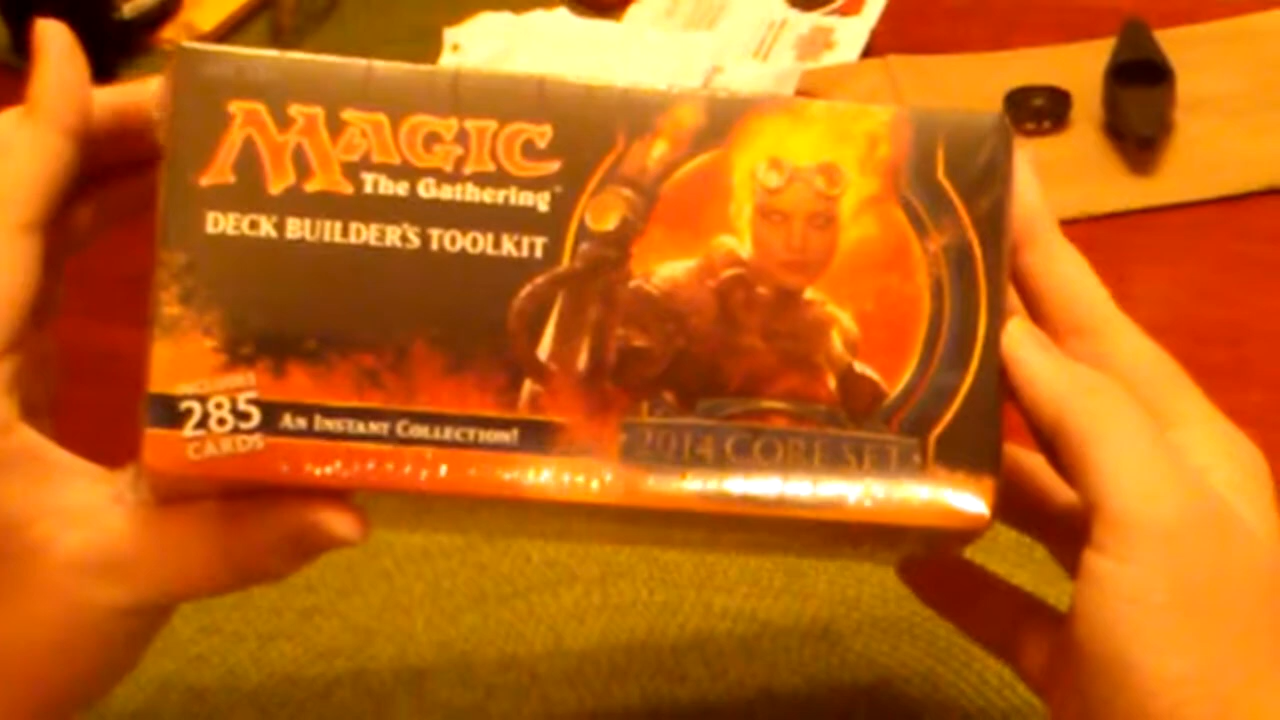 MAGIC
The Gathering
DECK BUILDER'S TOOLKIT
INCLUDES
285
CARDS
AN INSTANT COLLECTION!
2014 CORE SET